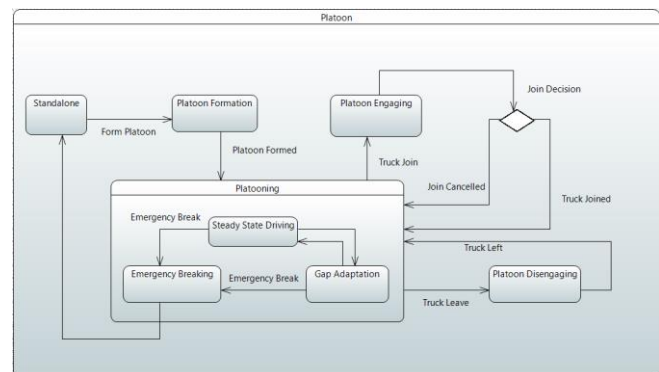 Platoon
Standalone
Platoon Formation
Platoon Engaging
Join Decision
Form Platoon
Platoon Formed
Truck Join
Platooning
Join Cancelled
Truck Joined
Emergency Break
Steady State Driving
Truck Left
Emergency Breaking
Emergency Break
Gap Adaptation
Platoon Disengaging
Truck Leave